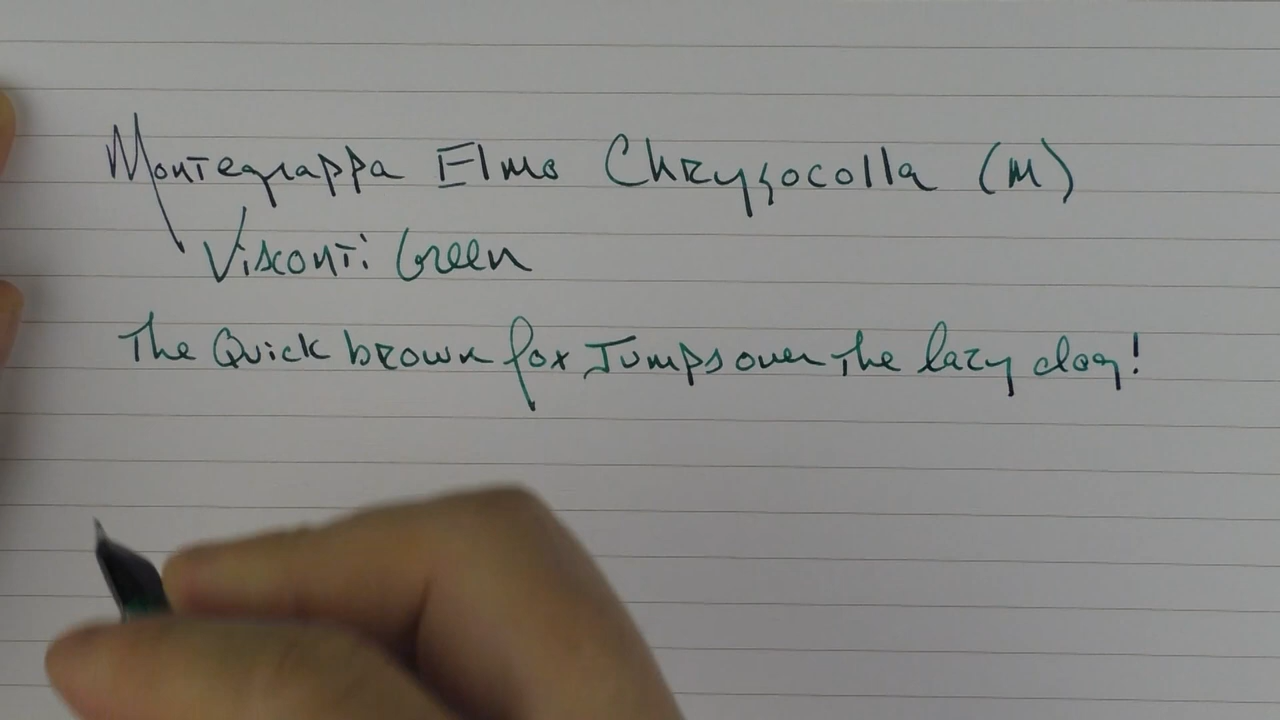 Montegrappa Elmo Chrysocolla (M)
Visconti Green
The Quick brown fox Jumps over the lazy dog!